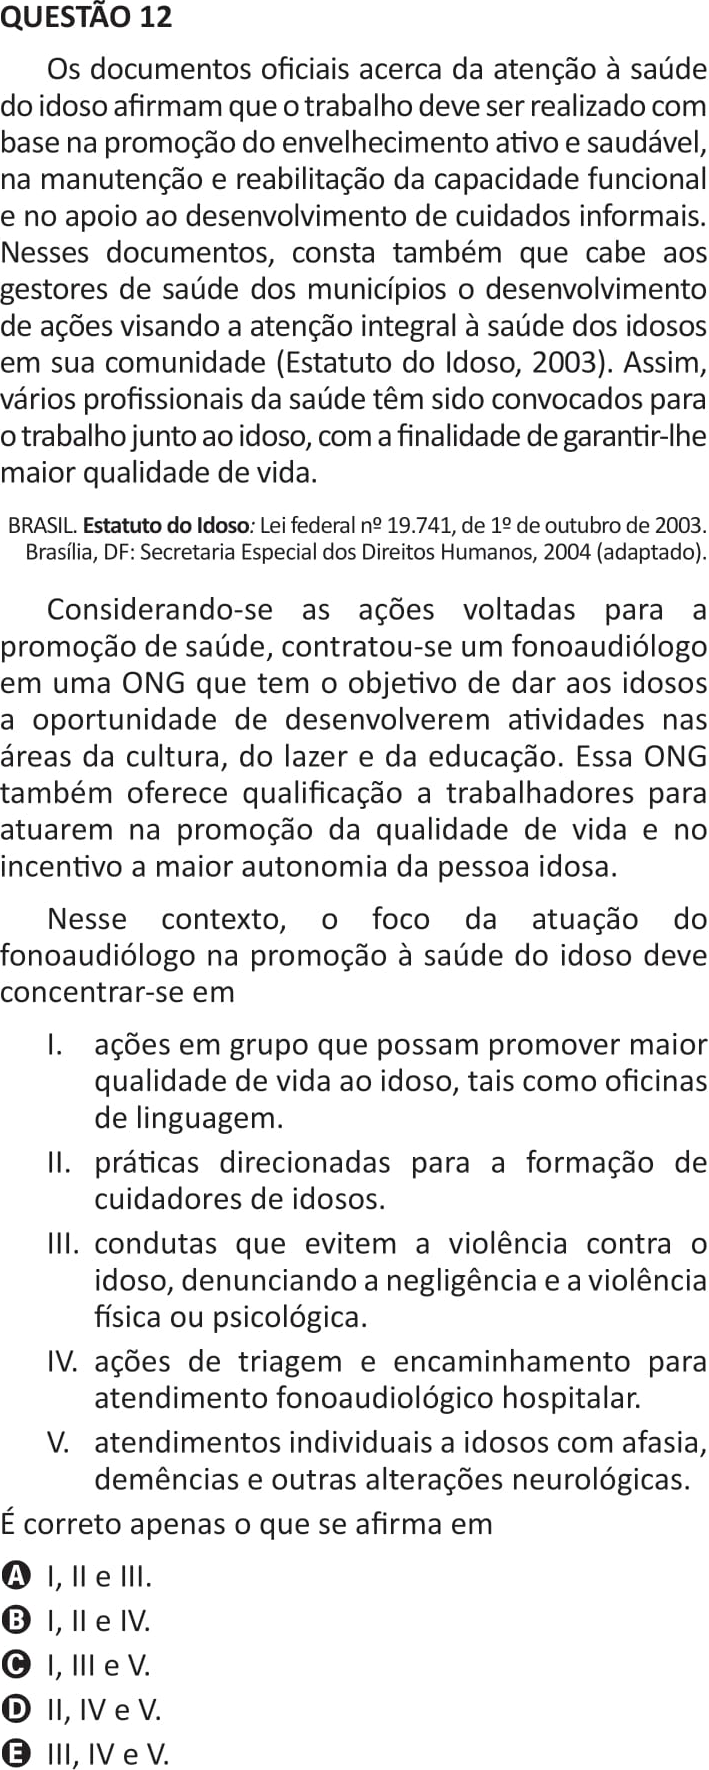 QUESTÃO 12
Os documentos oficiais acerca da atenção à saúde
do idoso afirmam que o trabalho deve ser realizado com
base na promoção do envelhecimento ativo e saudável,
na manutenção e reabilitação da capacidade funcional
e no apoio ao desenvolvimento de cuidados informais.
Nesses documentos, consta também que cabe aos
gestores de saúde dos municípios o desenvolvimento
de ações visando a atenção integral à saúde dos idosos
em sua comunidade (Estatuto do Idoso, 2003). Assim,
vários profissionais da saúde têm sido convocados para
o trabalho junto ao idoso, com a finalidade de garantir-lhe
maior qualidade de vida.
BRASIL. Estatuto do Idoso: Lei federal nº 19.741, de 1º de outubro de 2003.
Brasília, DF: Secretaria Especial dos Direitos Humanos, 2004 (adaptado).
Considerando-se as ações voltadas para a
promoção de saúde, contratou-se um fonoaudiólogo
em uma ONG que tem o objetivo de dar aos idosos
a oportunidade de desenvolverem atividades nas
áreas da cultura, do lazer e da educação. Essa ONG
também oferece qualificação a trabalhadores para
atuarem na promoção da qualidade de vida e no
incentivo a maior autonomia da pessoa idosa.
Nesse contexto, o foco da atuação do
fonoaudiólogo na promoção à saúde do idoso deve
concentrar-se em
I. ações em grupo que possam promover maior
qualidade de vida ao idoso, tais como oficinas
de linguagem.
II. práticas direcionadas para a formação de
cuidadores de idosos.
III. condutas que evitem a violência contra o
idoso, denunciando a negligência e a violência
física ou psicológica.
IV. ações de triagem e encaminhamento para
atendimento fonoaudiológico hospitalar.
V. atendimentos individuais a idosos com afasia,
demências e outras alterações neurológicas.
É correto apenas o que se afirma em
A I, II e III.
B I, II e IV.
C I, III e V.
D II, IV e V.
E III, IV e V.